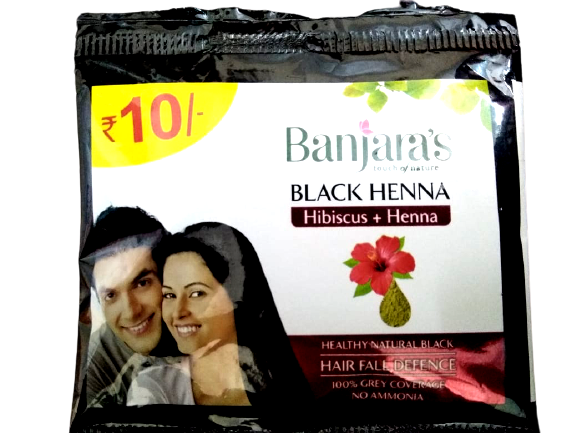 ₹10/-
Banjara's
touch of nature
BLACK HENNA
Hibiscus + Henna
HEALTHY NATURAL BLACK
HAIR FALL DEFENCE
100% GREY COVERAGE
NO AMMONIA